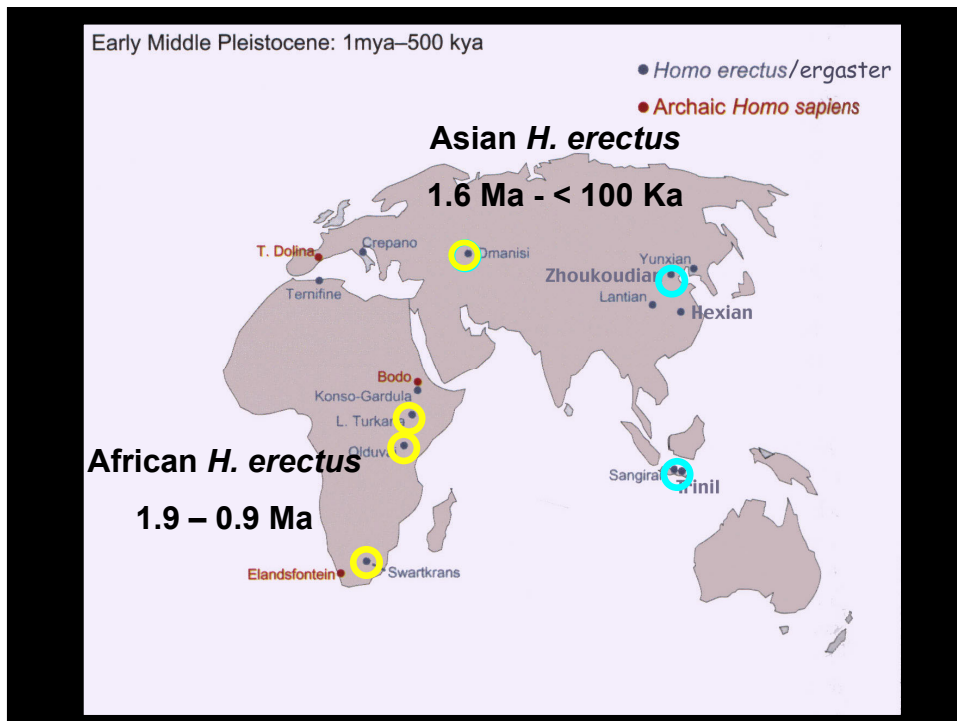 Early Middle Pleistocene: 1mya–500 kya
Homo erectus/ergaster
Archaic Homo sapiens
Asian H. erectus
1.6 Ma - < 100 Ka
T. Dolina
Crepano
Dmanisi
Yunxian
Zhoukoudian
Ternifine
Lantian
Hexian
Bodo
Konso-Gardula
L. Turkana
Olduvai
African H. erectus
1.9 – 0.9 Ma
Sangiran
Trinil
Elandsfontein
Swartkrans